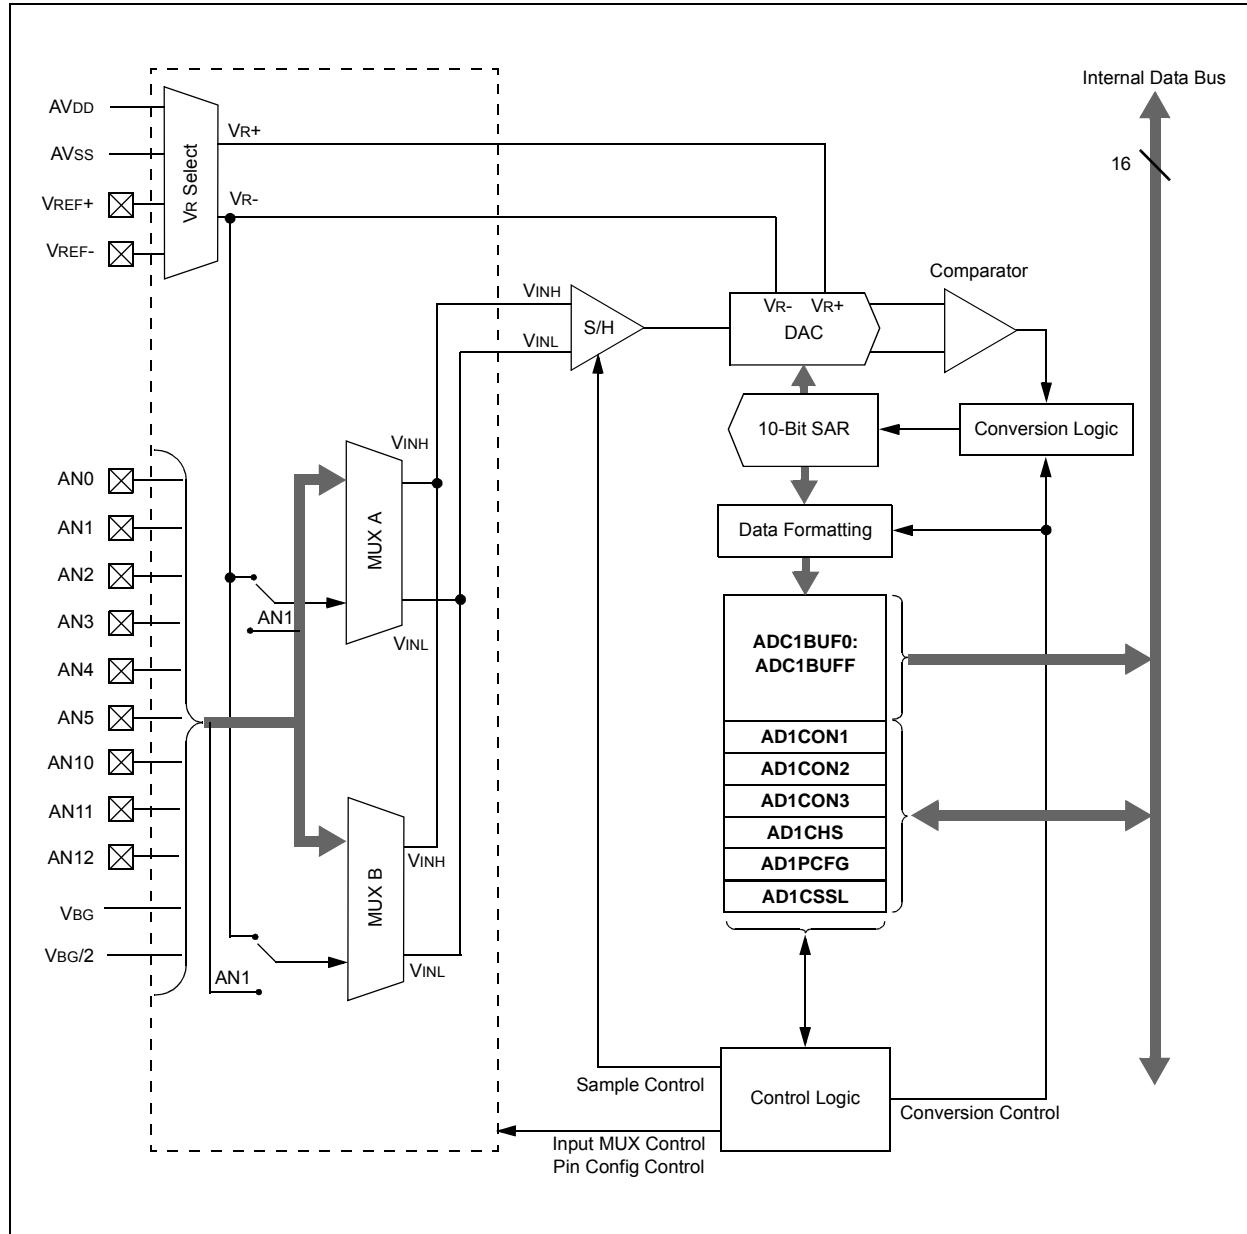 Internal Data Bus
16
AVDD
AVSS
VREF+
VREF-
VR Select
VR+
VR-
Comparator
VINH
VINL
S/H
VR- VR+
DAC
10-Bit SAR
Conversion Logic
Data Formatting
VINH
MUX A
VINL
AN1
AN0
AN1
AN2
AN3
AN4
AN5
AN10
AN11
AN12
VBG
VBG/2
AN1
MUX B
VINH
VINL
ADC1BUF0:
ADC1BUFF
AD1CON1
AD1CON2
AD1CON3
AD1CHS
AD1PCFG
AD1CSSL
Sample Control
Control Logic
Conversion Control
Input MUX Control
Pin Config Control